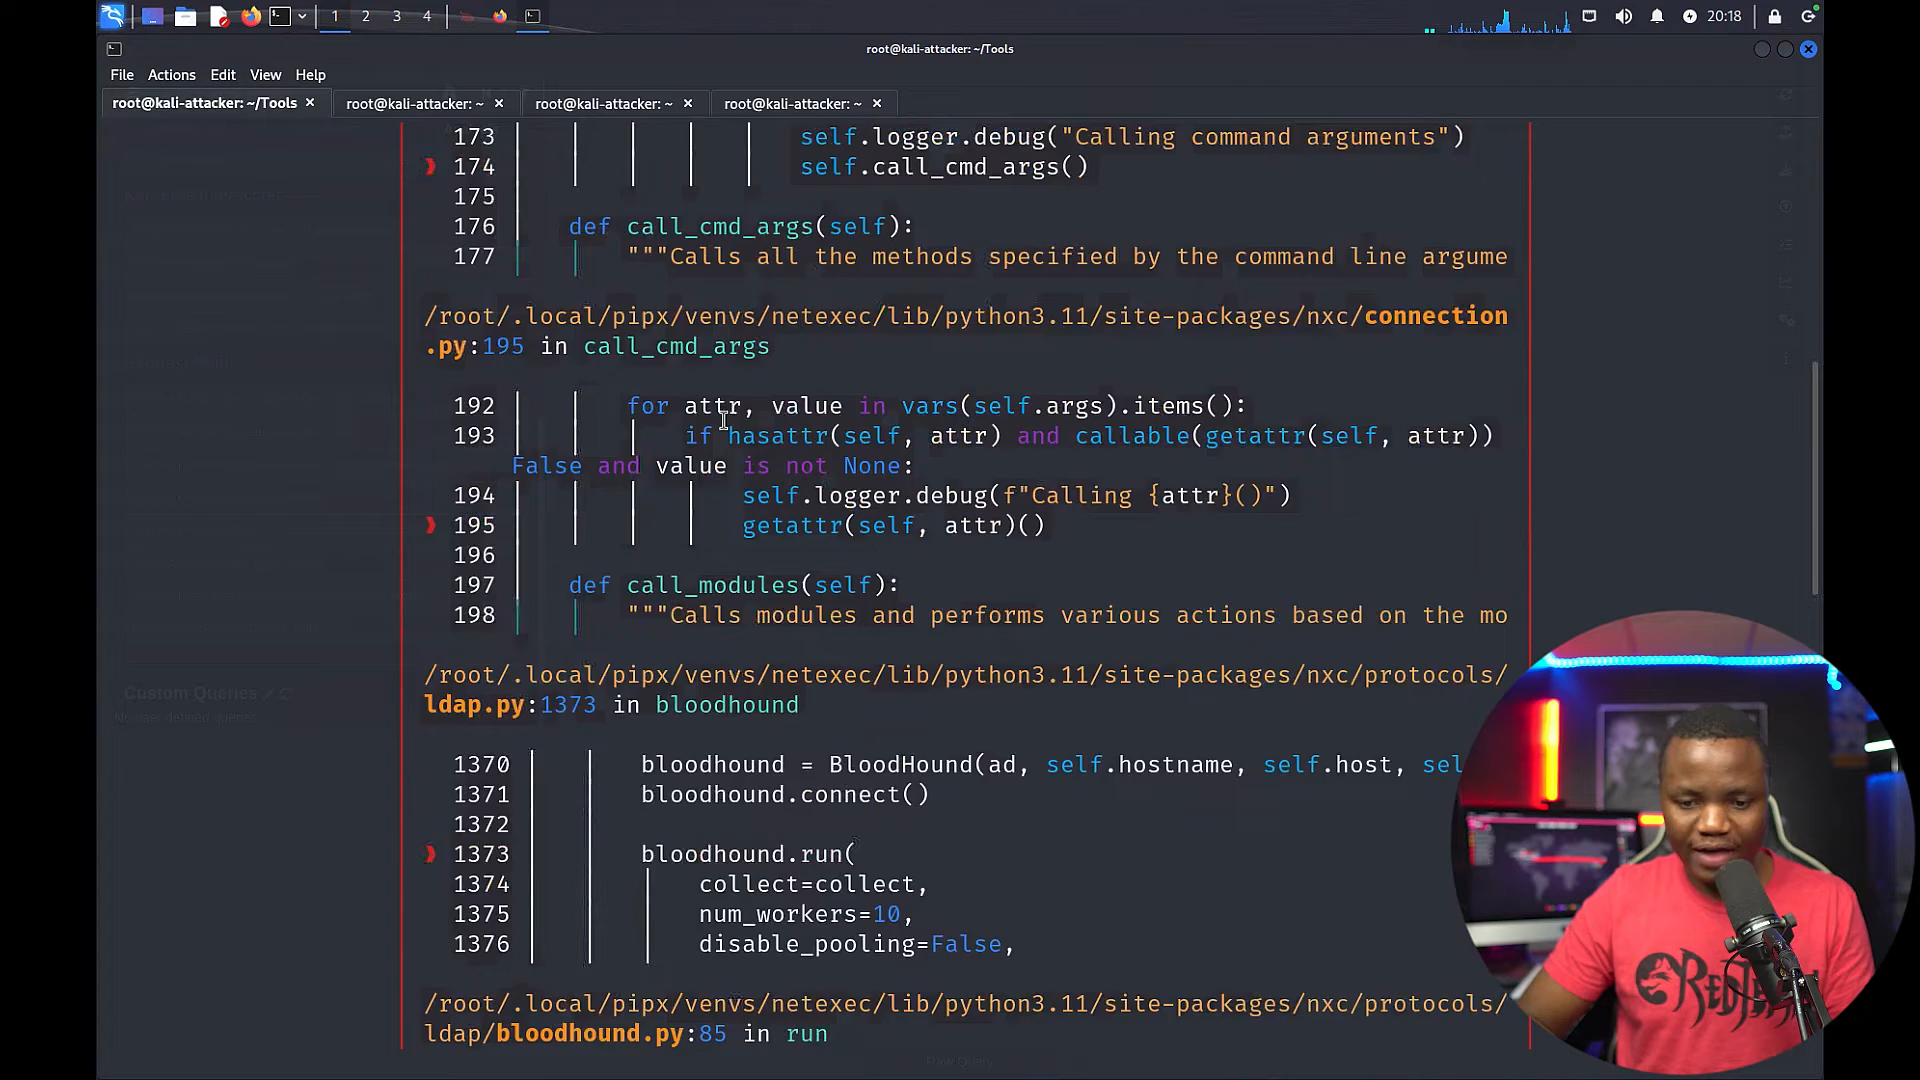 20:18
1 2 3 4
root@kali-attacker: ~/Tools
File Actions Edit View Help
root@kali-attacker: ~/Tools × root@kali-attacker: ~ × root@kali-attacker: ~ × root@kali-attacker: ~ ×
173 self.logger.debug("Calling command arguments")
174 self.call_cmd_args()
175
176 def call_cmd_args(self):
177 """Calls all the methods specified by the command line argume
/root/.local/pipx/venvs/netexec/lib/python3.11/site-packages/nxc/connection
.py:195 in call_cmd_args
192 for attr, value in vars(self.args).items():
193 if hasattr(self, attr) and callable(getattr(self, attr))
False and value is not None:
194 self.logger.debug(f"Calling {attr}()")
195 getattr(self, attr)()
196
197 def call_modules(self):
198 """Calls modules and performs various actions based on the mo
/root/.local/pipx/venvs/netexec/lib/python3.11/site-packages/nxc/protocols/
ldap.py:1373 in bloodhound
Custom Queries
1370 bloodhound = BloodHound(ad, self.hostname, self.host, sel
1371 bloodhound.connect()
1372
1373 bloodhound.run(
1374 collect=collect,
1375 num_workers=10,
1376 disable_pooling=False,
/root/.local/pipx/venvs/netexec/lib/python3.11/site-packages/nxc/protocols/
ldap/bloodhound.py:85 in run
Raw Query